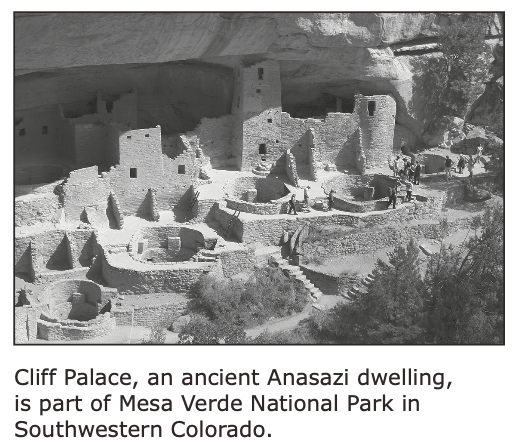 Cliff Palace, an ancient Anasazi dwelling,
is part of Mesa Verde National Park in
Southwestern Colorado.